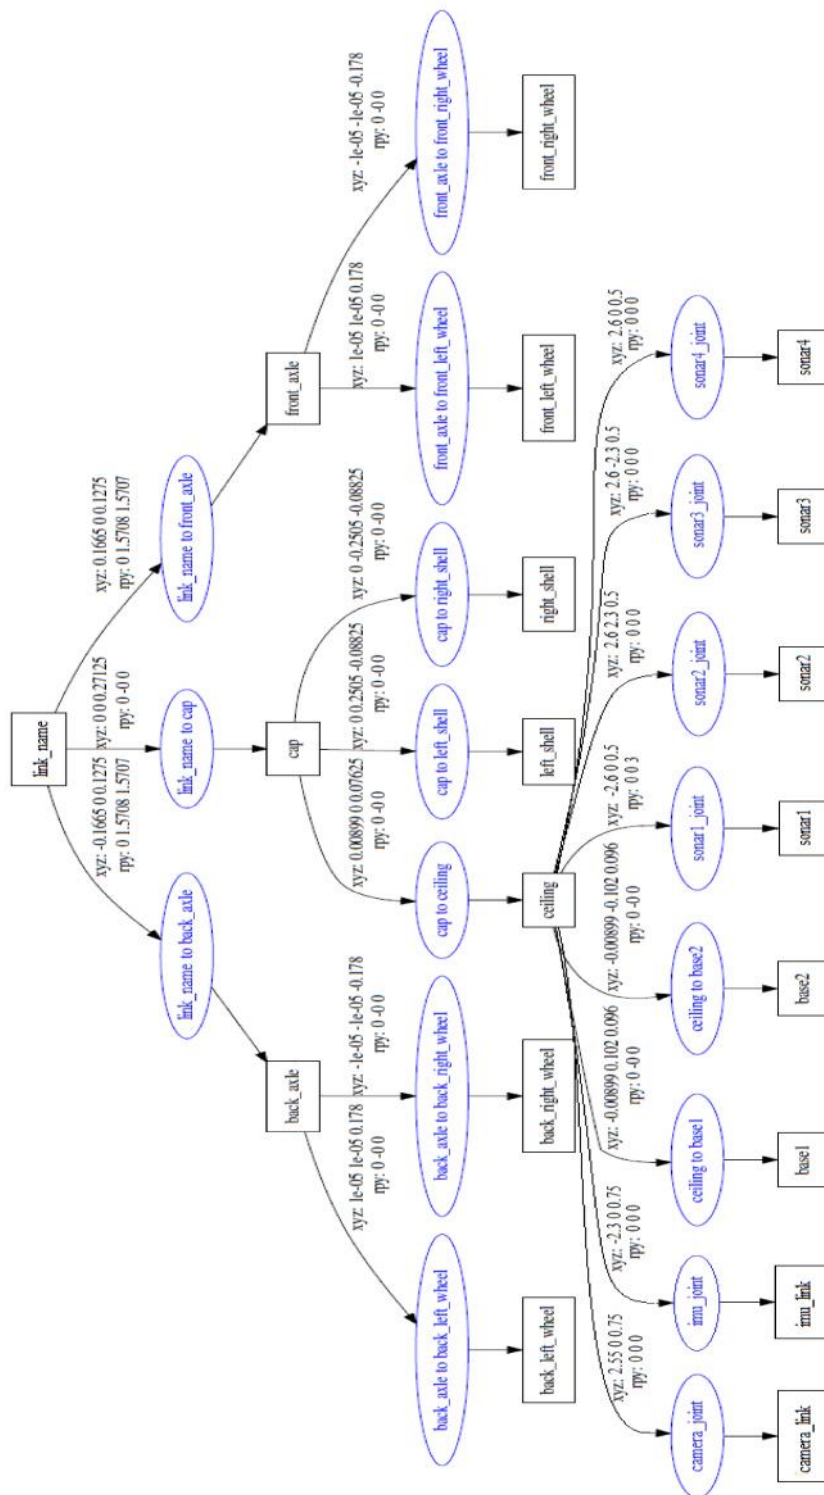 link_name
xyz: -0.1665 0 0.1275
rpy: 0 1.5708 1.5707
xyz: 0 0 0.27125
rpy: 0 -0 0
xyz: 0.1665 0 0.1275
rpy: 0 1.5708 1.5707
link_name to back_axle
link_name to cap
link_name to front_axle
back_axle
cap
front_axle
xyz: 1e-05 1e-05 0.178
rpy: 0 -0 0
xyz: -1e-05 -1e-05 -0.178
rpy: 0 -0 0
xyz: 0.00899 0 0.07625
rpy: 0 -0 0
xyz: 0 0.2505 -0.08825
rpy: 0 -0 0
xyz: 0 -0.2505 -0.08825
rpy: 0 -0 0
xyz: 1e-05 1e-05 0.178
rpy: 0 -0 0
xyz: -1e-05 -1e-05 -0.178
rpy: 0 -0 0
back_axle to back_left_wheel
back_axle to back_right_wheel
cap to ceiling
cap to left_shell
cap to right_shell
front_axle to front_left_wheel
front_axle to front_right_wheel
back_left_wheel
back_right_wheel
ceiling
left_shell
right_shell
front_left_wheel
front_right_wheel
xyz: 2.55 0 0.75
rpy: 0 0 0
xyz: -2.3 0 0.75
rpy: 0 0 0
xyz: -0.00899 0.102 0.096
rpy: 0 -0 0
xyz: -0.00899 -0.102 0.096
rpy: 0 -0 0
xyz: -2.6 0 0.5
rpy: 0 0 3
xyz: 2.6 2.3 0.5
rpy: 0 0 0
xyz: 2.6 -2.3 0.5
rpy: 0 0 0
xyz: 2.6 0 0.5
rpy: 0 0 0
camera_joint
imu_joint
ceiling to base1
ceiling to base2
sonar1_joint
sonar2_joint
sonar3_joint
sonar4_joint
camera_link
imu_link
base1
base2
sonar1
sonar2
sonar3
sonar4